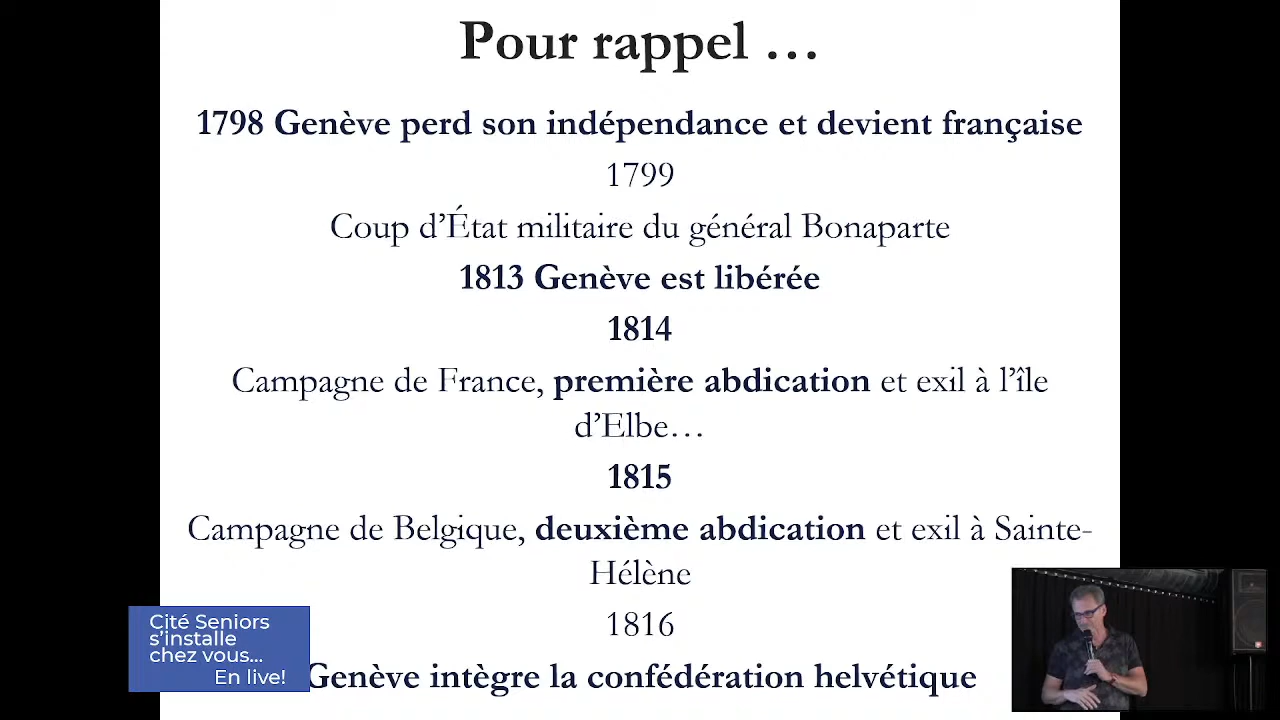 Pour rappel …
1798 Genève perd son indépendance et devient française
1799
Coup d’État militaire du général Bonaparte
1813 Genève est libérée
1814
Campagne de France, première abdication et exil à l’île
d’Elbe…
1815
Campagne de Belgique, deuxième abdication et exil à Sainte-
Hélène
1816
Genève intègre la confédération helvétique
Cité Seniors
s’installe
chez vous...
En live!